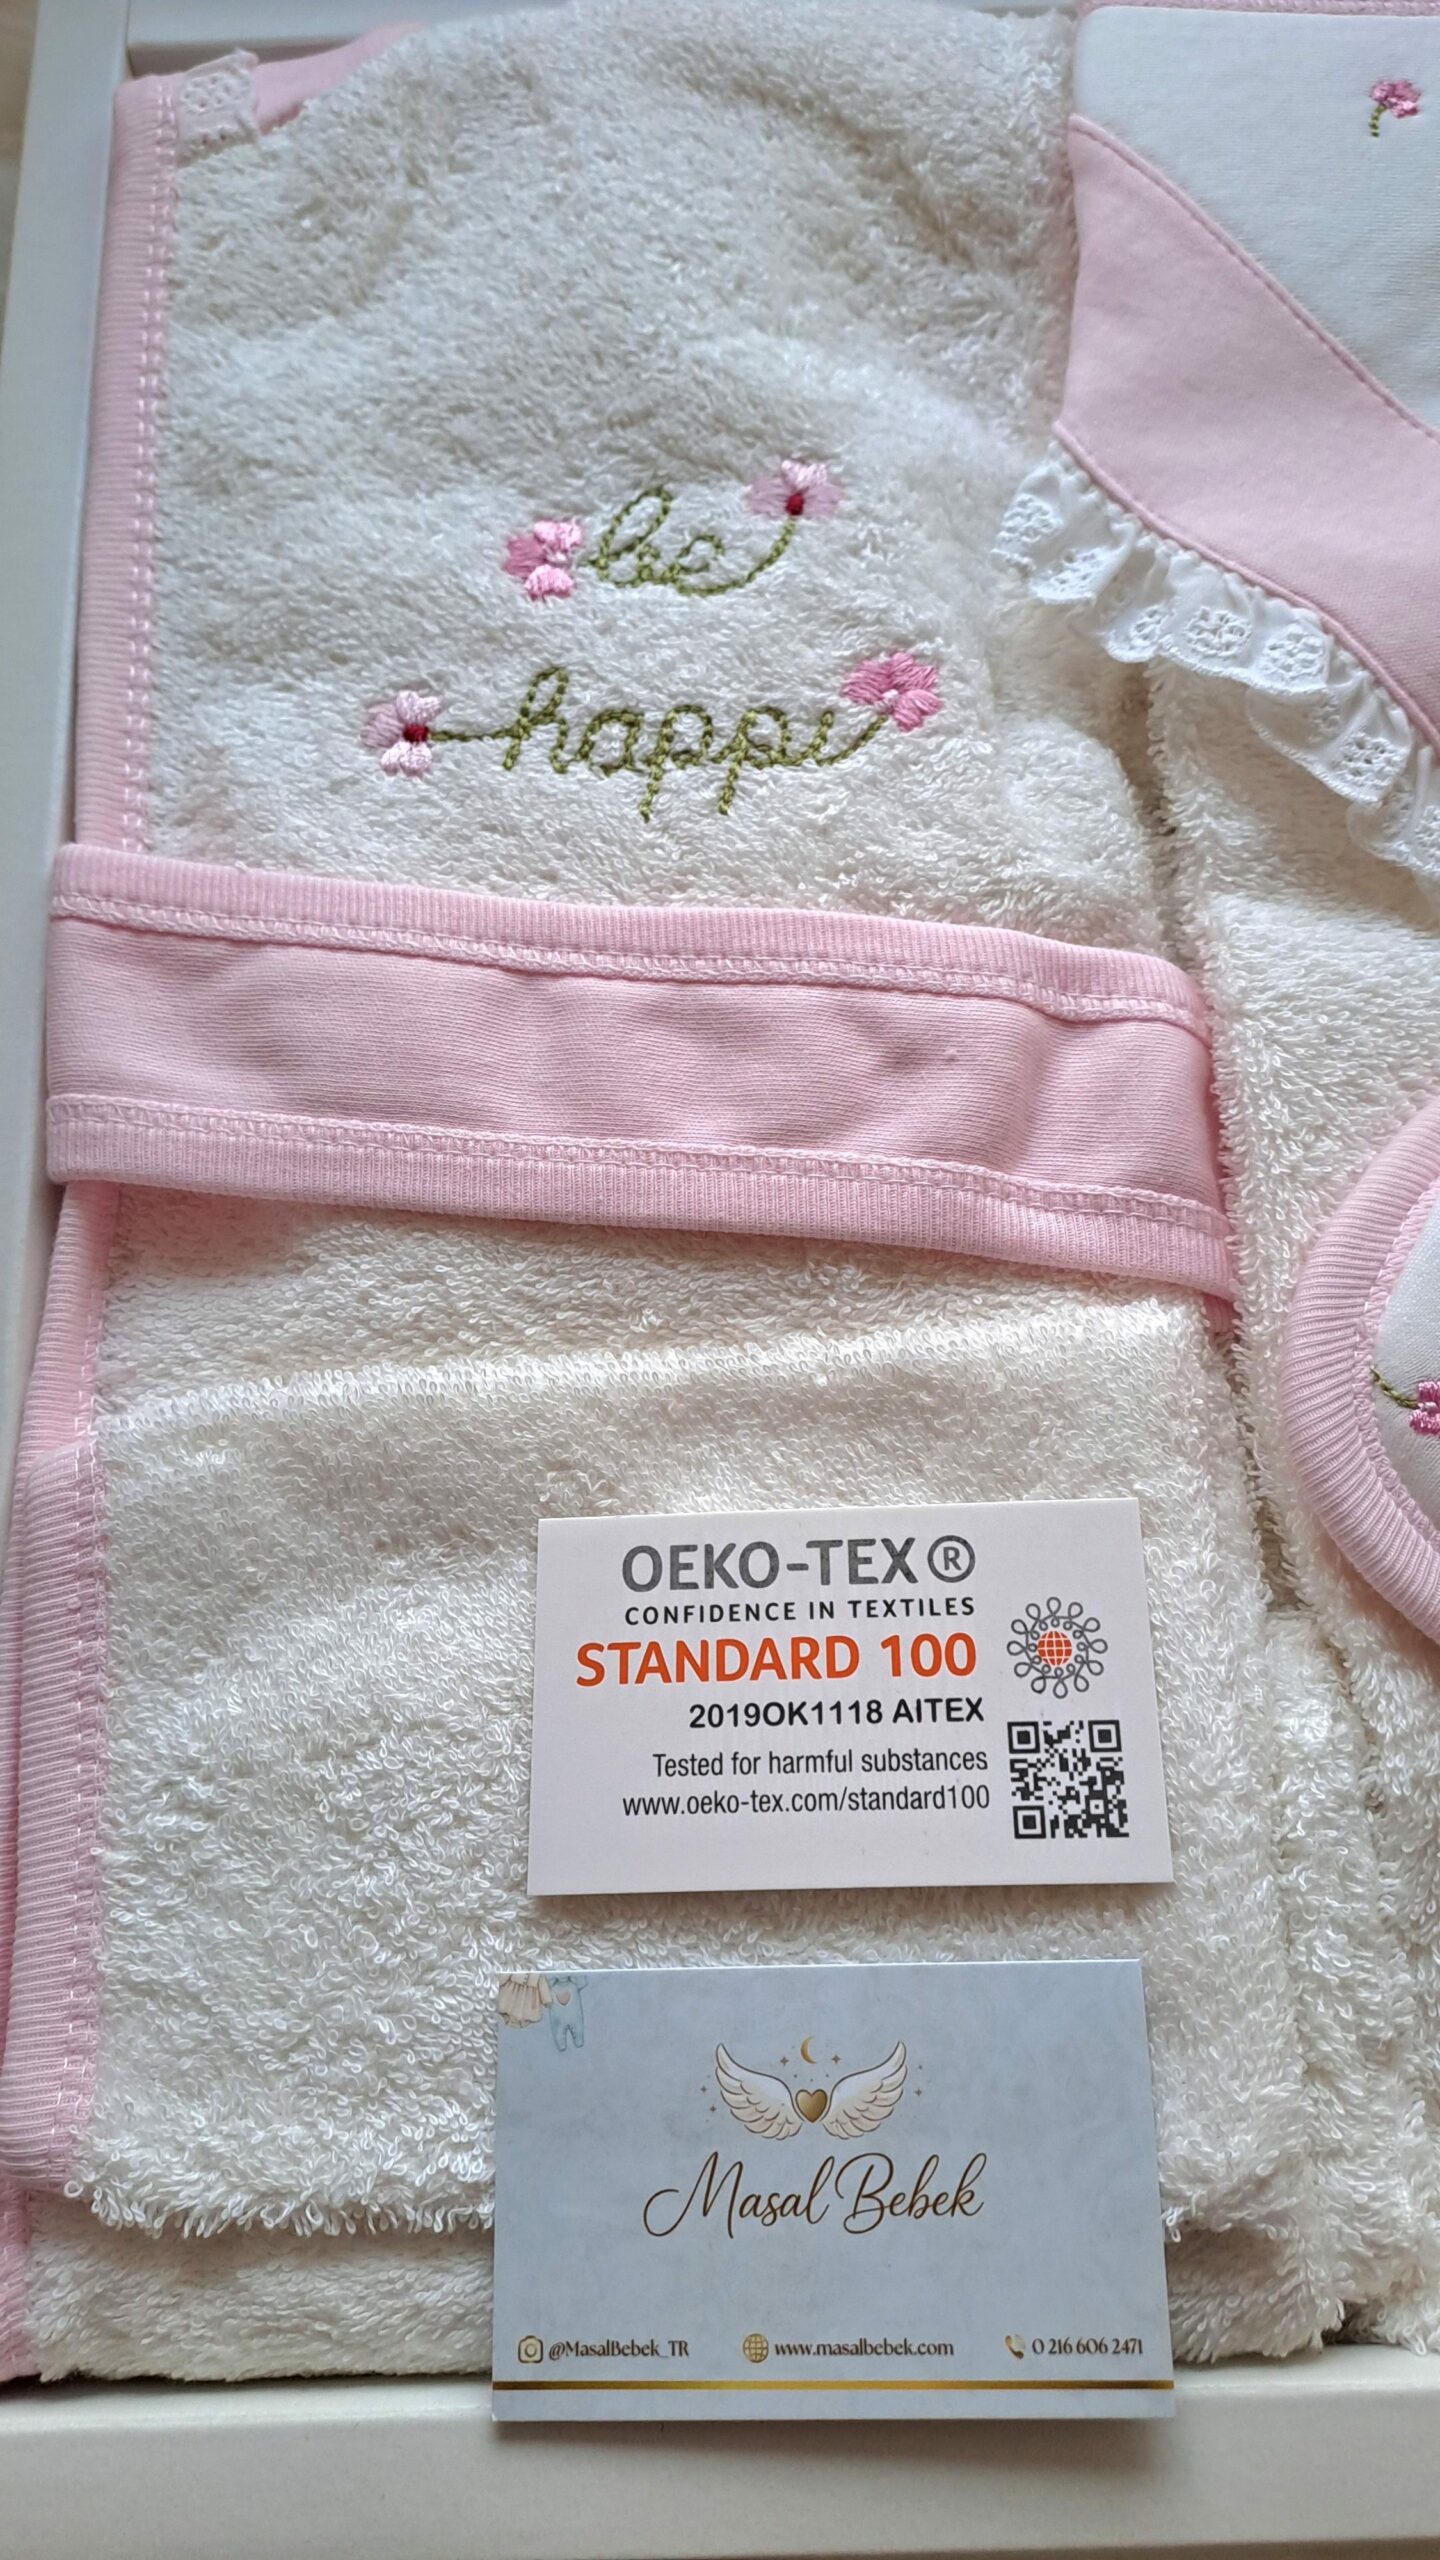 be
happy
OEKO-TEX®
CONFIDENCE IN TEXTILES
STANDARD 100
2019OK1118 AITEX
Tested for harmful substances
www.oeko-tex.com/standard100
Masal Bebek
@MasalBebek_TR
www.masalbebek.com
0 216 606 2471